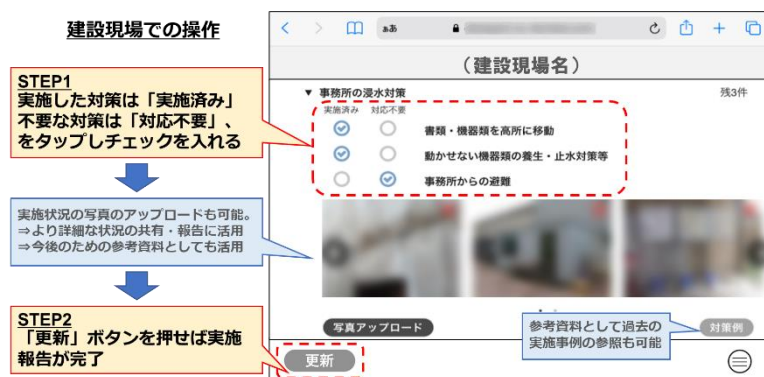 建設現場での操作
STEP1
実施した対策は「実施済み」
不要な対策は「対応不要」、
をタップしチェックを入れる
実施状況の写真のアップロードも可能。
⇒より詳細な状況の共有・報告に活用
⇒今後のための参考資料としても活用
STEP2
「更新」ボタンを押せば実施
報告が完了
ぁあ
（建設現場名）
▼ 事務所の浸水対策
残3件
実施済み 対応不要
書類・機器類を高所に移動
動かせない機器類の養生・止水対策等
事務所からの避難
写真アップロード
参考資料として過去の
実施事例の参照も可能
対策例
更新